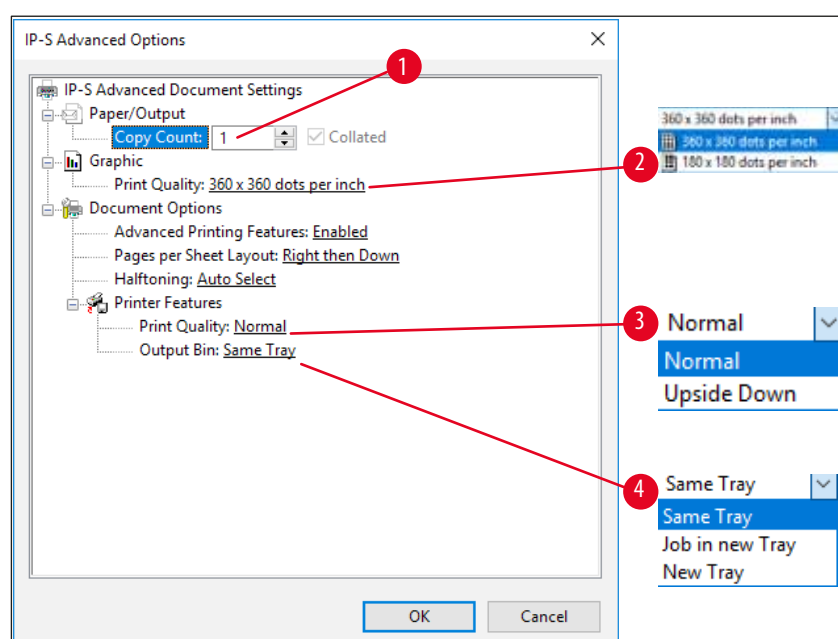 IP-S Advanced Options
1
IP-S Advanced Document Settings
Paper/Output
Copy Count: 1 Collated
Graphic
Print Quality: 360 x 360 dots per inch
Document Options
Advanced Printing Features: Enabled
Pages per Sheet Layout: Right then Down
Halftoning: Auto Select
Printer Features
Print Quality: Normal
Output Bin: Same Tray
OK
Cancel
2
360 x 360 dots per inch
360 x 360 dots per inch
180 x 180 dots per inch
3
Normal
Normal
Upside Down
4
Same Tray
Same Tray
Job in new Tray
New Tray